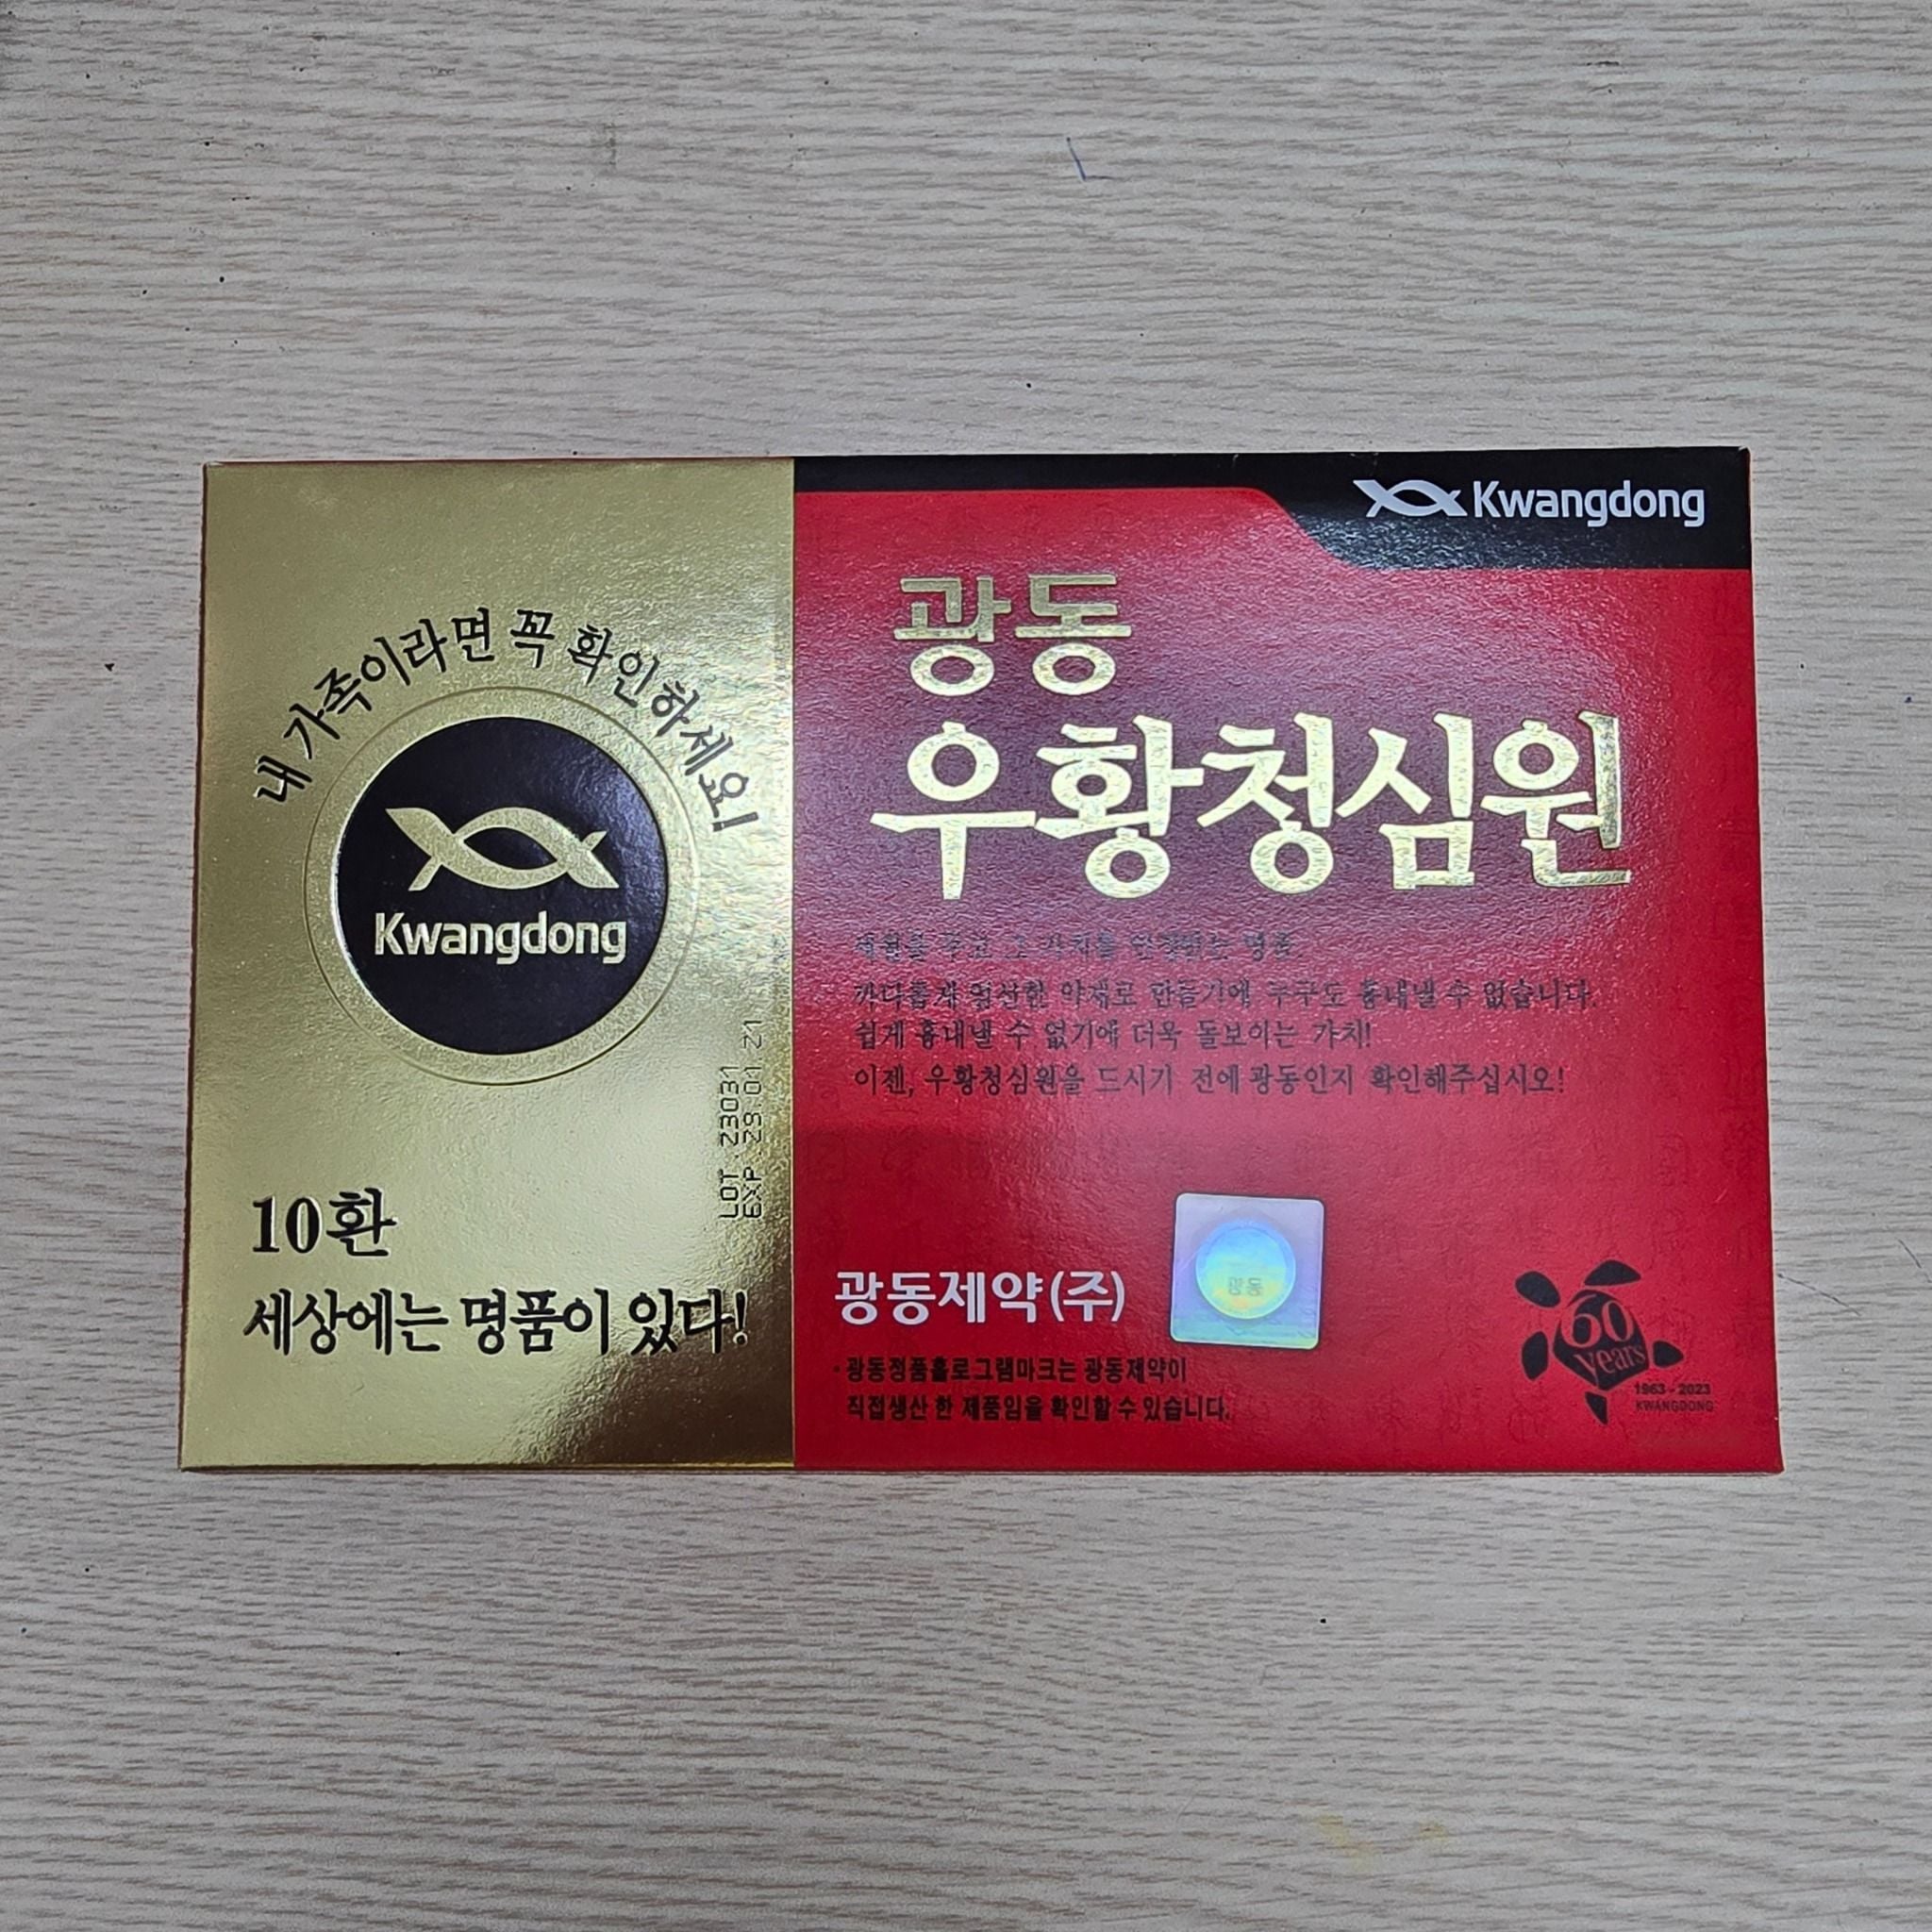 내 가족이라면 꼭 확인하세요!
Kwangdong
LOT . 23031
EXP . 29.01.21
10환
세상에는 명품이 있다!
Kwangdong
광동
우황청심원
까다롭게 엄선한 약재로 만들기에 누구도 흉내낼 수 없습니다.
쉽게 흉내낼 수 없기에 더욱 돋보이는 가치!
이젠, 우황청심원을 드시기 전에 광동인지 확인해주십시오!
광동제약(주)
광동
· 광동정품홀로그램마크는 광동제약이
직접생산 한 제품임을 확인할 수 있습니다.
60
years
1963 - 2023
KWANGDONG